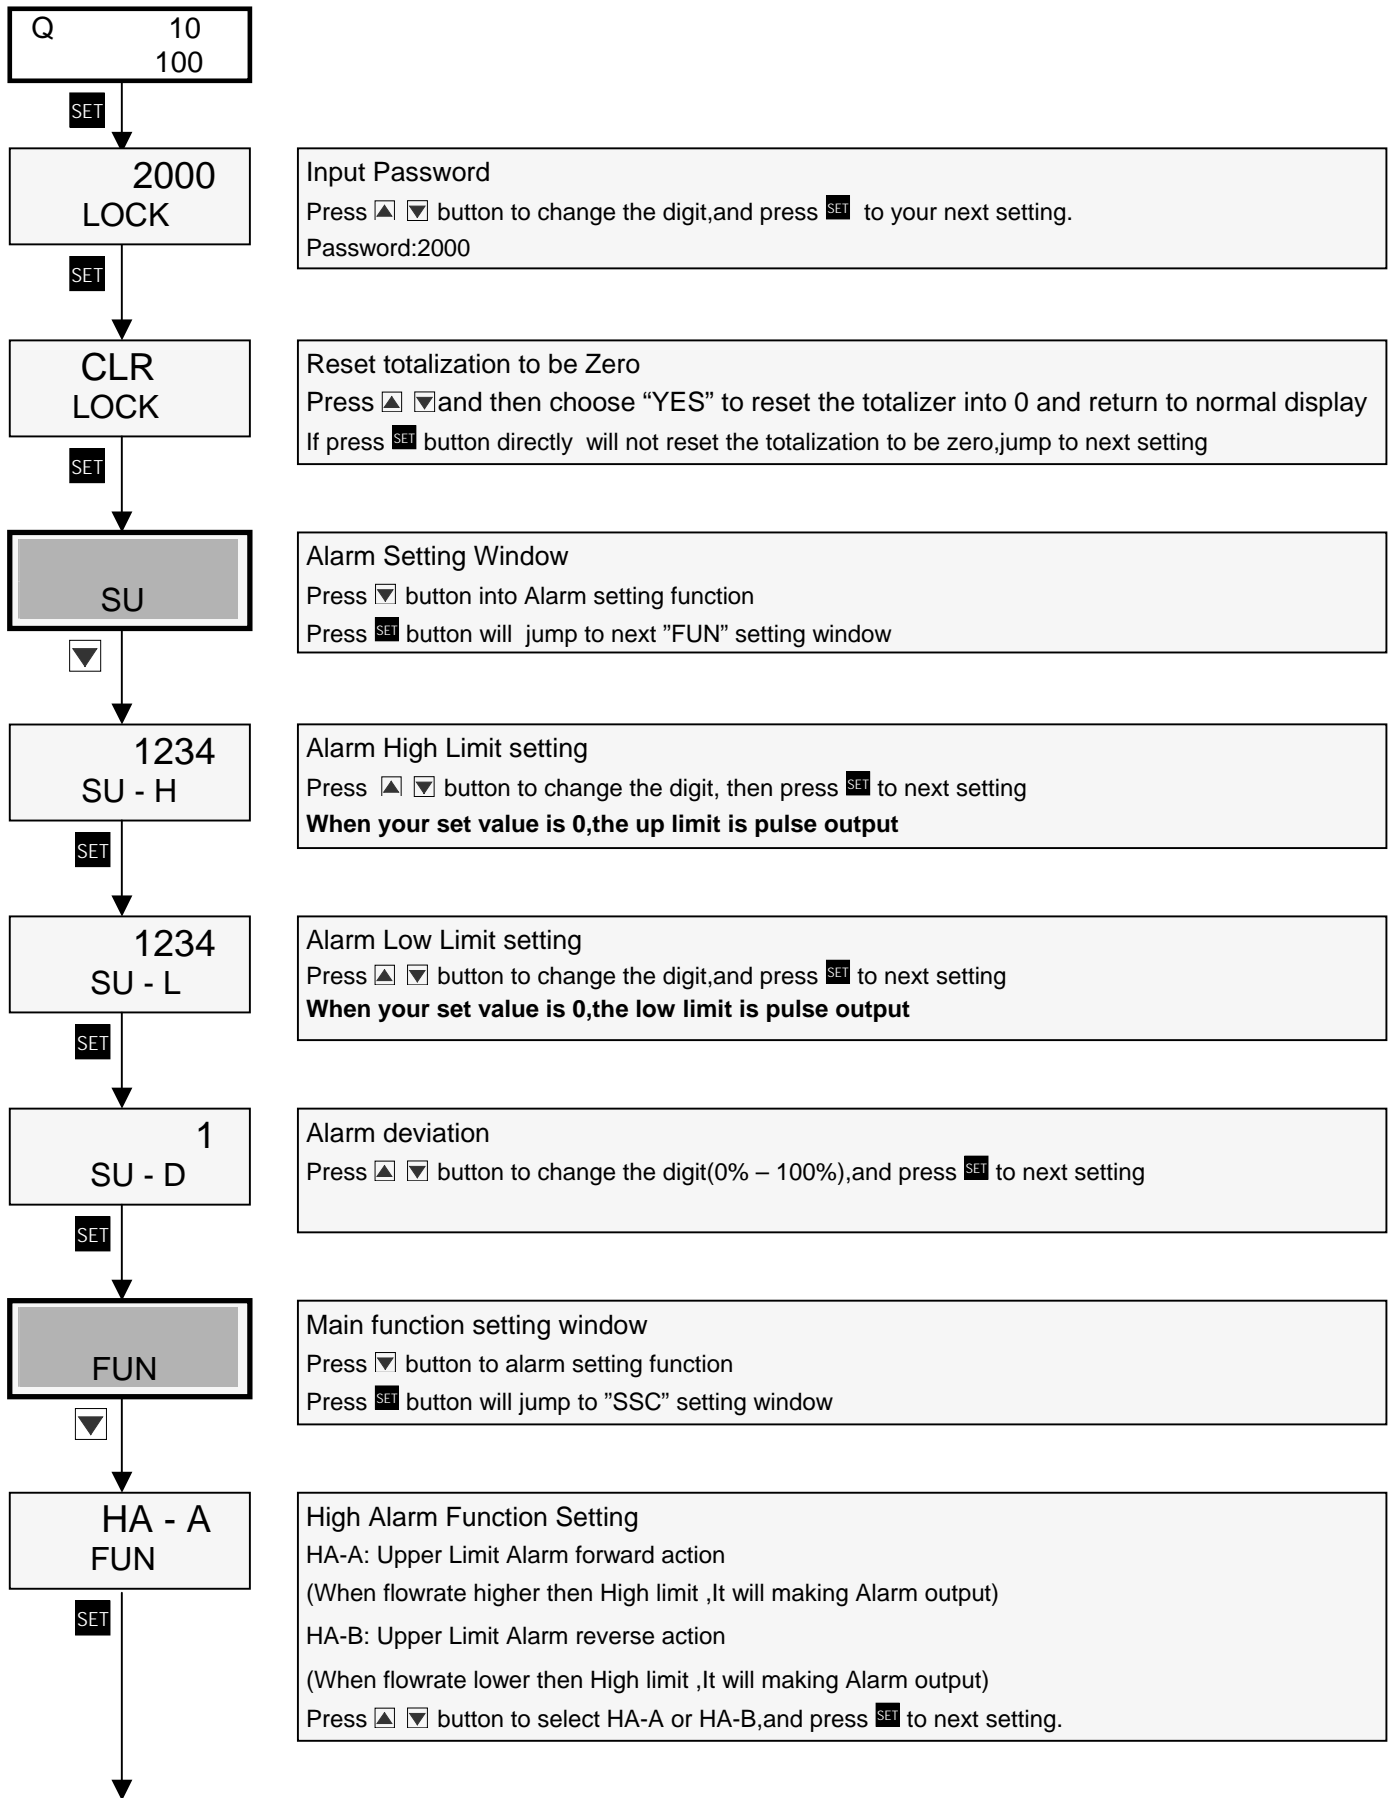 Q 10
100
SET
2000
LOCK
Input Password
Press ▲ ▼ button to change the digit,and press SET to your next setting.
Password:2000
SET
CLR
LOCK
Reset totalization to be Zero
Press ▲ ▼and then choose “YES” to reset the totalizer into 0 and return to normal display
If press SET button directly will not reset the totalization to be zero,jump to next setting
SET
SU
Alarm Setting Window
Press ▼ button into Alarm setting function
Press SET button will jump to next ”FUN” setting window
▼
1234
SU - H
Alarm High Limit setting
Press ▲ ▼ button to change the digit, then press SET to next setting
When your set value is 0,the up limit is pulse output
SET
1234
SU - L
Alarm Low Limit setting
Press ▲ ▼ button to change the digit,and press SET to next setting
When your set value is 0,the low limit is pulse output
SET
1
SU - D
Alarm deviation
Press ▲ ▼ button to change the digit(0% – 100%),and press SET to next setting
SET
FUN
Main function setting window
Press ▼ button to alarm setting function
Press SET button will jump to ”SSC” setting window
▼
HA - A
FUN
High Alarm Function Setting
HA-A: Upper Limit Alarm forward action
(When flowrate higher then High limit ,It will making Alarm output)
HA-B: Upper Limit Alarm reverse action
(When flowrate lower then High limit ,It will making Alarm output)
Press ▲ ▼ button to select HA-A or HA-B,and press SET to next setting.
SET